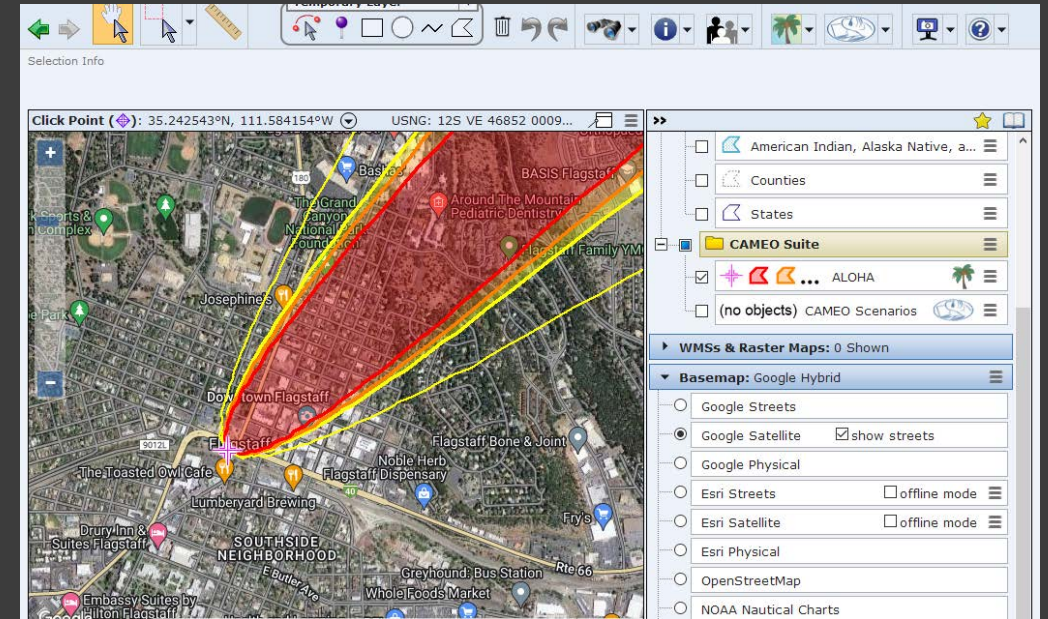 Temporary Layer
Selection Info
Click Point ( ): 35.242543°N, 111.584154°W
USNG: 12S VE 46852 0009...
180
Bashas'
BASIS Flagstaff
Around The Mountain
Pediatric Dentistry
The Grand
Canyon
National Park
Foundation
Flagstaff Family YM
k Sports &
n Complex
Josephine's
e Park
Downtown Flagstaff
9012L
Flagstaff
The Toasted Owl Cafe
Flagstaff Bone & Joint
Noble Herb
Flagstaff Dispensary
40
Lumberyard Brewing
Fry's
Drury Inn &
Suites Flagstaff
SOUTHSIDE
NEIGHBORHOOD
E Butler Ave
Rte 66
Greyhound: Bus Station
Whole Foods Market
Embassy Suites by
Hilton Flagstaff
Google
>>
American Indian, Alaska Native, a...
Counties
States
CAMEO Suite
... ALOHA
(no objects) CAMEO Scenarios
WMSs & Raster Maps: 0 Shown
Basemap: Google Hybrid
Google Streets
Google Satellite show streets
Google Physical
Esri Streets offline mode
Esri Satellite offline mode
Esri Physical
OpenStreetMap
NOAA Nautical Charts